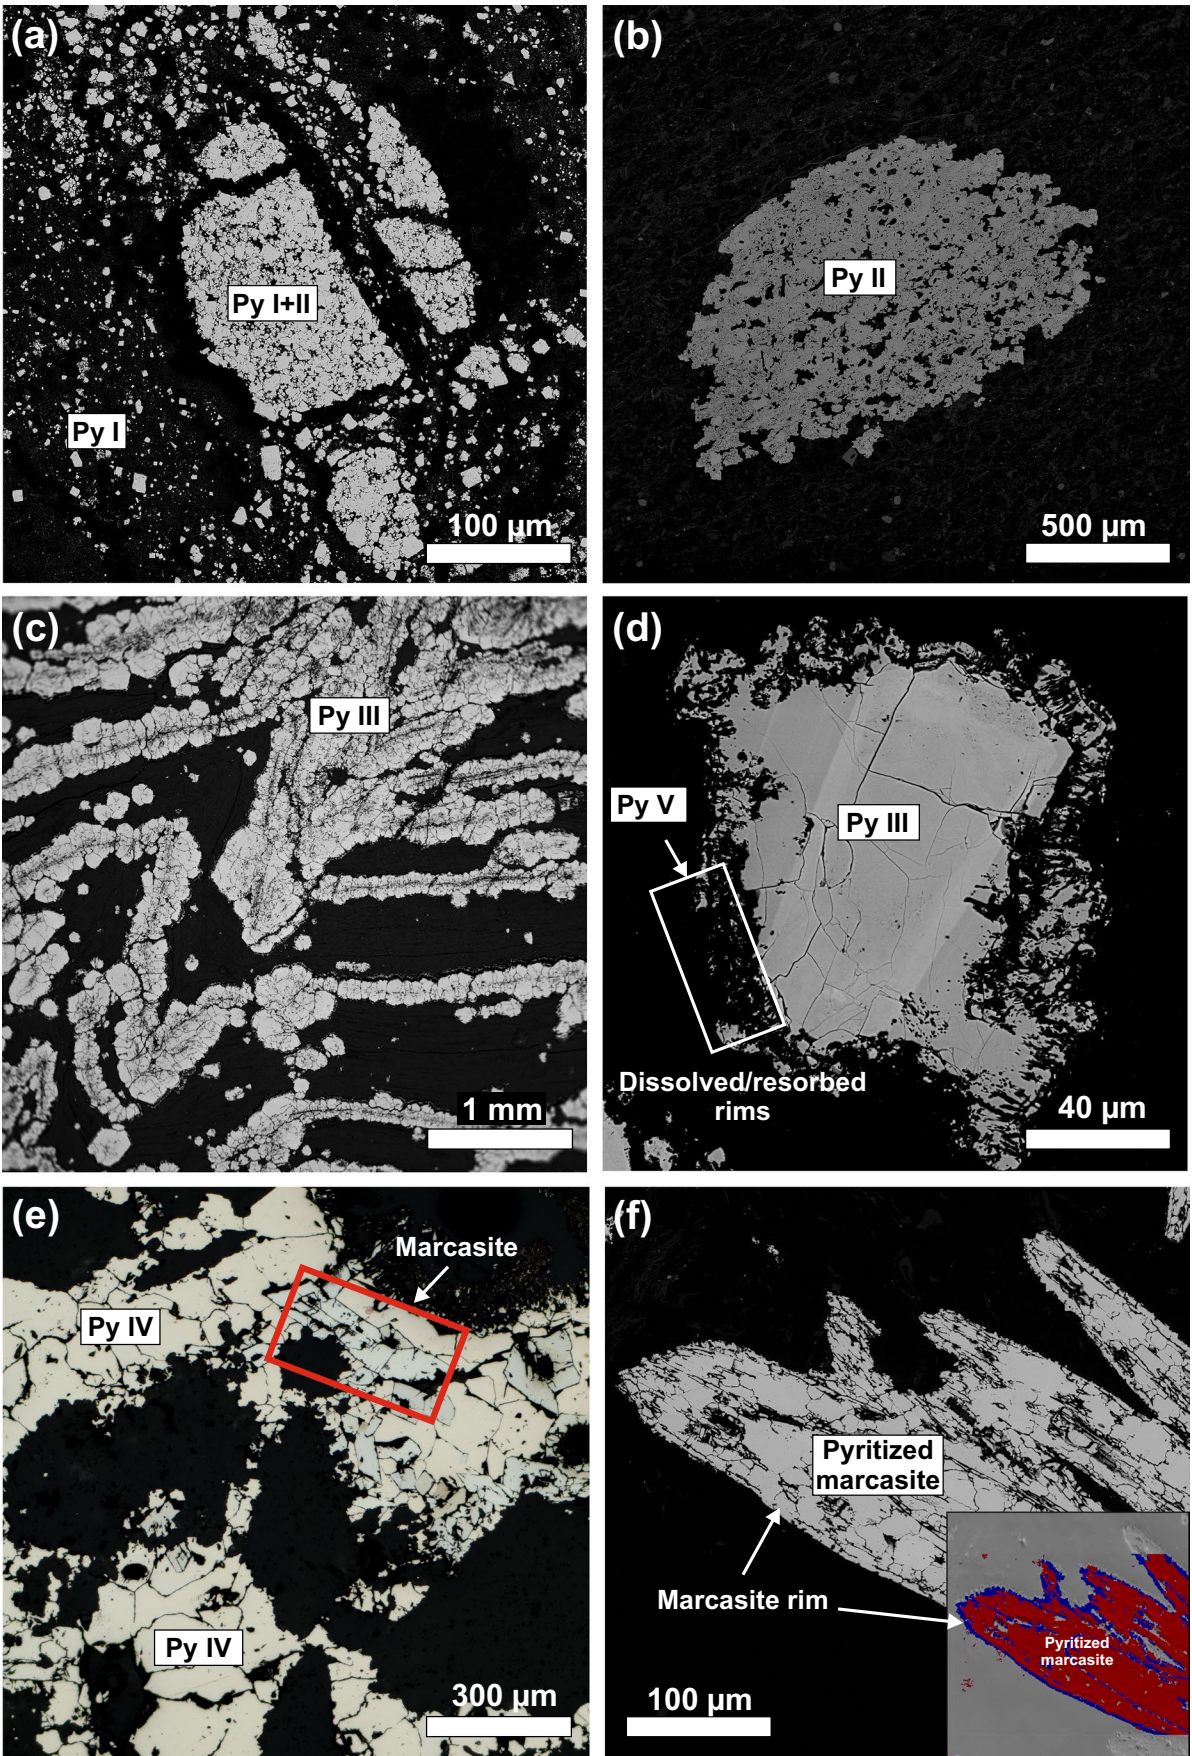 (a)
Py I+II
Py I
100 µm
(b)
Py II
500 µm
(c)
Py III
1 mm
(d)
Py V
Py III
Dissolved/resorbed
rims
40 µm
(e)
Marcasite
Py IV
Py IV
300 µm
(f)
Pyritized
marcasite
Marcasite rim
Pyritized
marcasite
100 µm